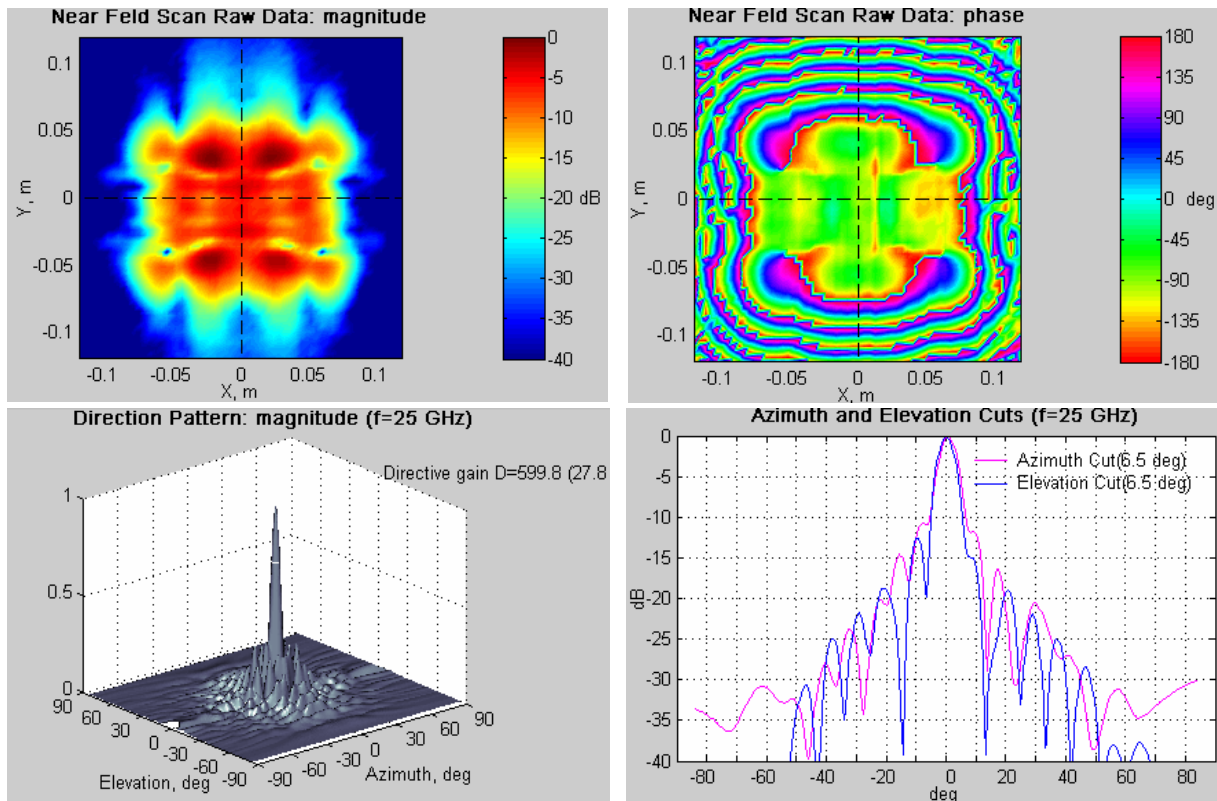 Near Feld Scan Raw Data: magnitude
0.1
0.05
0
-0.05
-0.1
Y, m
-0.1 -0.05 0 0.05 0.1
X, m
0
-5
-10
-15
-20 dB
-25
-30
-35
-40
Near Feld Scan Raw Data: phase
0.1
0.05
0
-0.05
-0.1
Y, m
-0.1 -0.05 0 0.05 0.1
X, m
180
135
90
45
0 deg
-45
-90
-135
-180
Direction Pattern: magnitude (f=25 GHz)
Directive gain D=599.8 (27.8
1
0.5
0
90 60 30 0 -30 -60 -90
Elevation, deg
-90 -60 -30 0 30 60 90
Azimuth, deg
Azimuth and Elevation Cuts (f=25 GHz)
Azimuth Cut(6.5 deg)
Elevation Cut(6.5 deg)
0
-5
-10
-15
-20
-25
-30
-35
-40
dB
-80 -60 -40 -20 0 20 40 60 80
deg